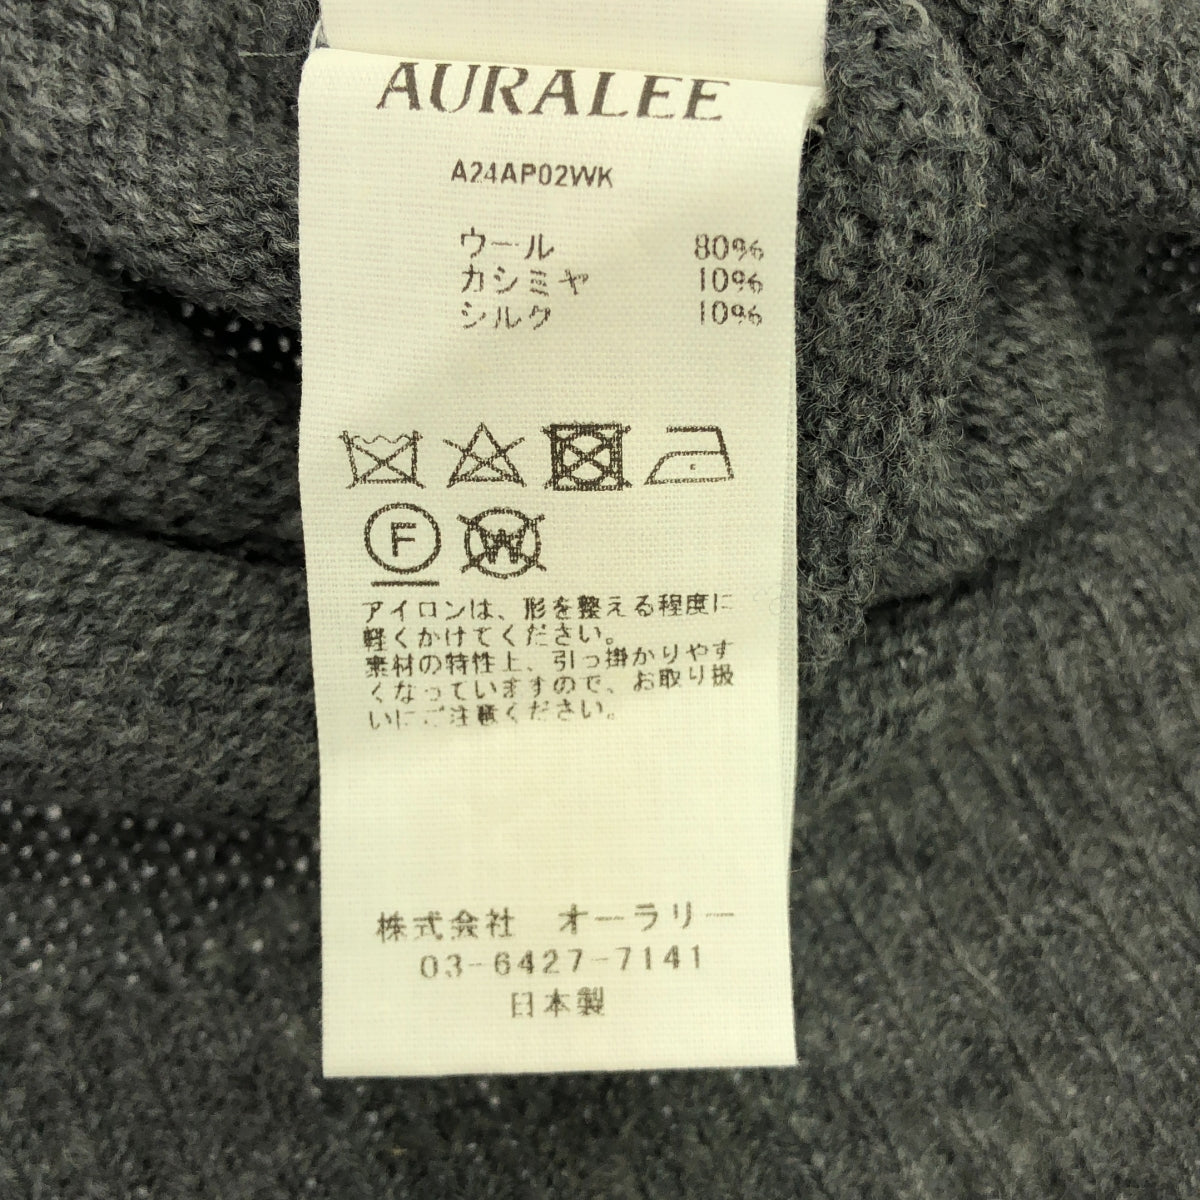 AURALEE
A24AP02WK
ウール 80%
カシミヤ 10%
シルク 10%
F W
アイロンは、形を整える程度に
軽くかけてください。
素材の特性上、引っ掛かりやす
くなっていますので、お取り扱
いにご注意ください。
株式会社 オーラリー
03-6427-7141
日本製